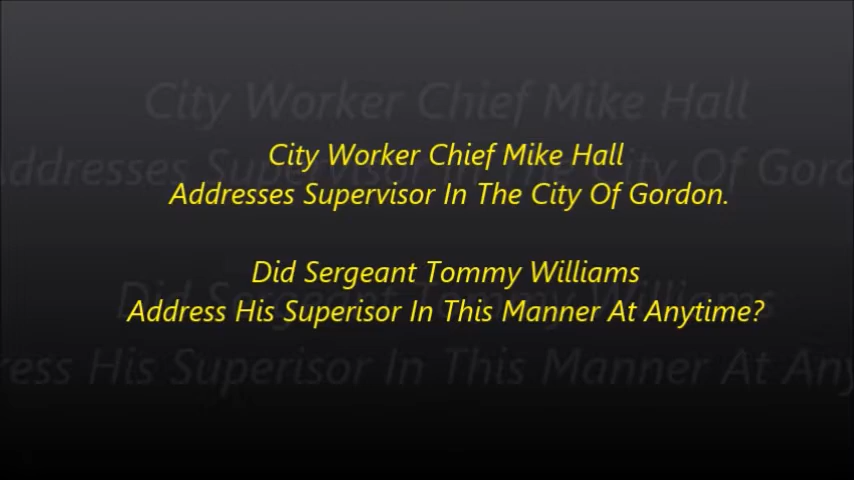 City Worker Chief Mike Hall
Addresses Supervisor In The City Of Gordon.
Did Sergeant Tommy Williams
Address His Superisor In This Manner At Anytime?